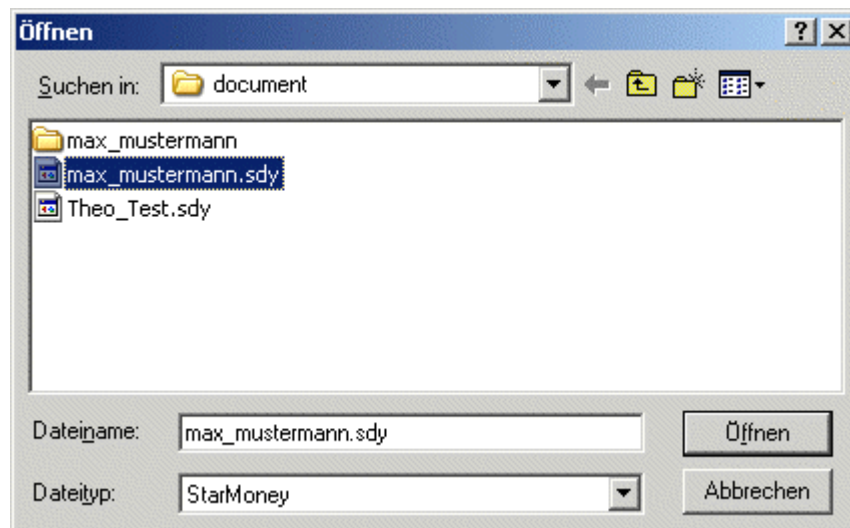 Öffnen
Suchen in: document
max_mustermann
max_mustermann.sdy
Theo_Test.sdy
Dateiname: max_mustermann.sdy Öffnen
Dateityp: StarMoney Abbrechen